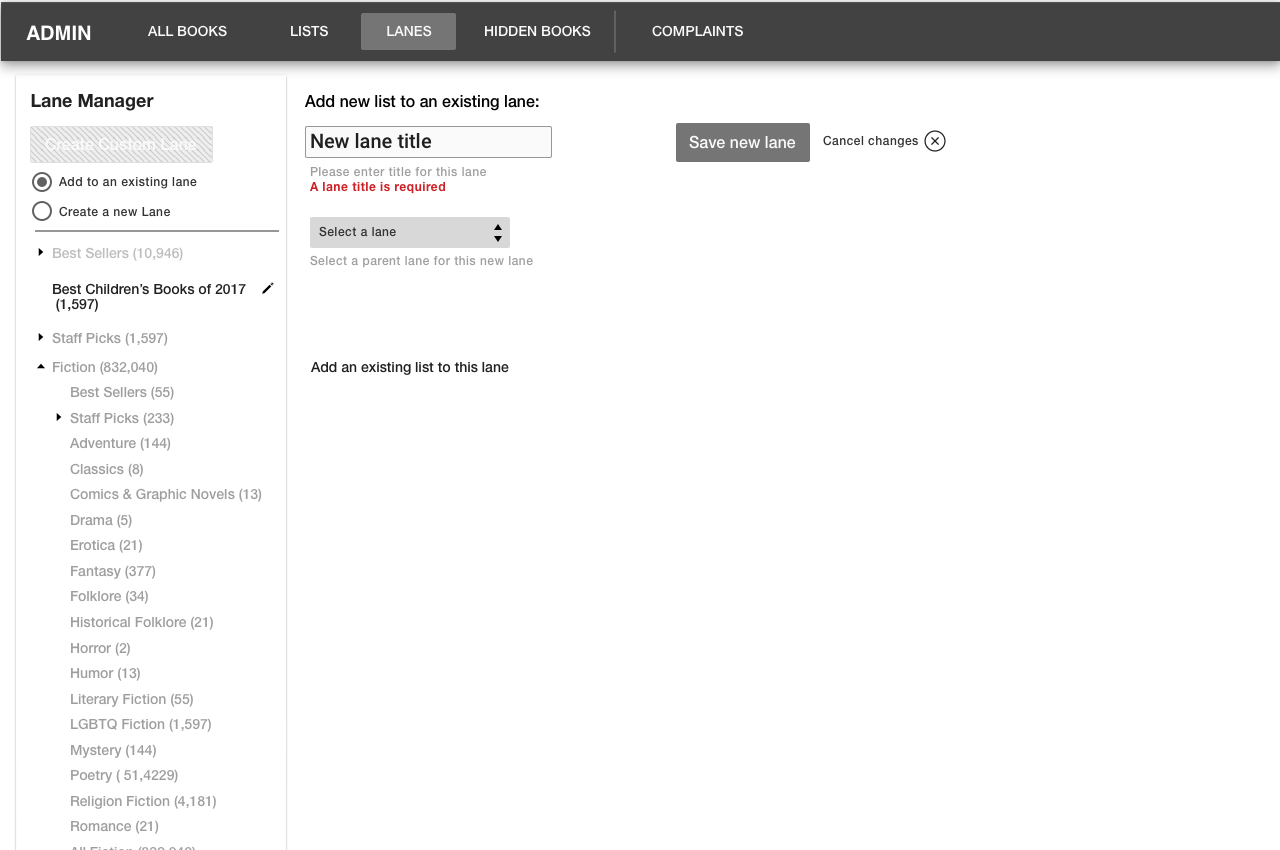 ADMIN ALL BOOKS LISTS LANES HIDDEN BOOKS COMPLAINTS
Lane Manager
Create Custom Lane
Add to an existing lane
Create a new Lane
Best Sellers (10,946)
Best Children’s Books of 2017
(1,597)
Staff Picks (1,597)
Fiction (832,040)
Best Sellers (55)
Staff Picks (233)
Adventure (144)
Classics (8)
Comics & Graphic Novels (13)
Drama (5)
Erotica (21)
Fantasy (377)
Folklore (34)
Historical Folklore (21)
Horror (2)
Humor (13)
Literary Fiction (55)
LGBTQ Fiction (1,597)
Mystery (144)
Poetry ( 51,4229)
Religion Fiction (4,181)
Romance (21)
All Fiction
Add new list to an existing lane:
New lane title
Save new lane
Cancel changes
Please enter title for this lane
A lane title is required
Select a lane
Select a parent lane for this new lane
Add an existing list to this lane